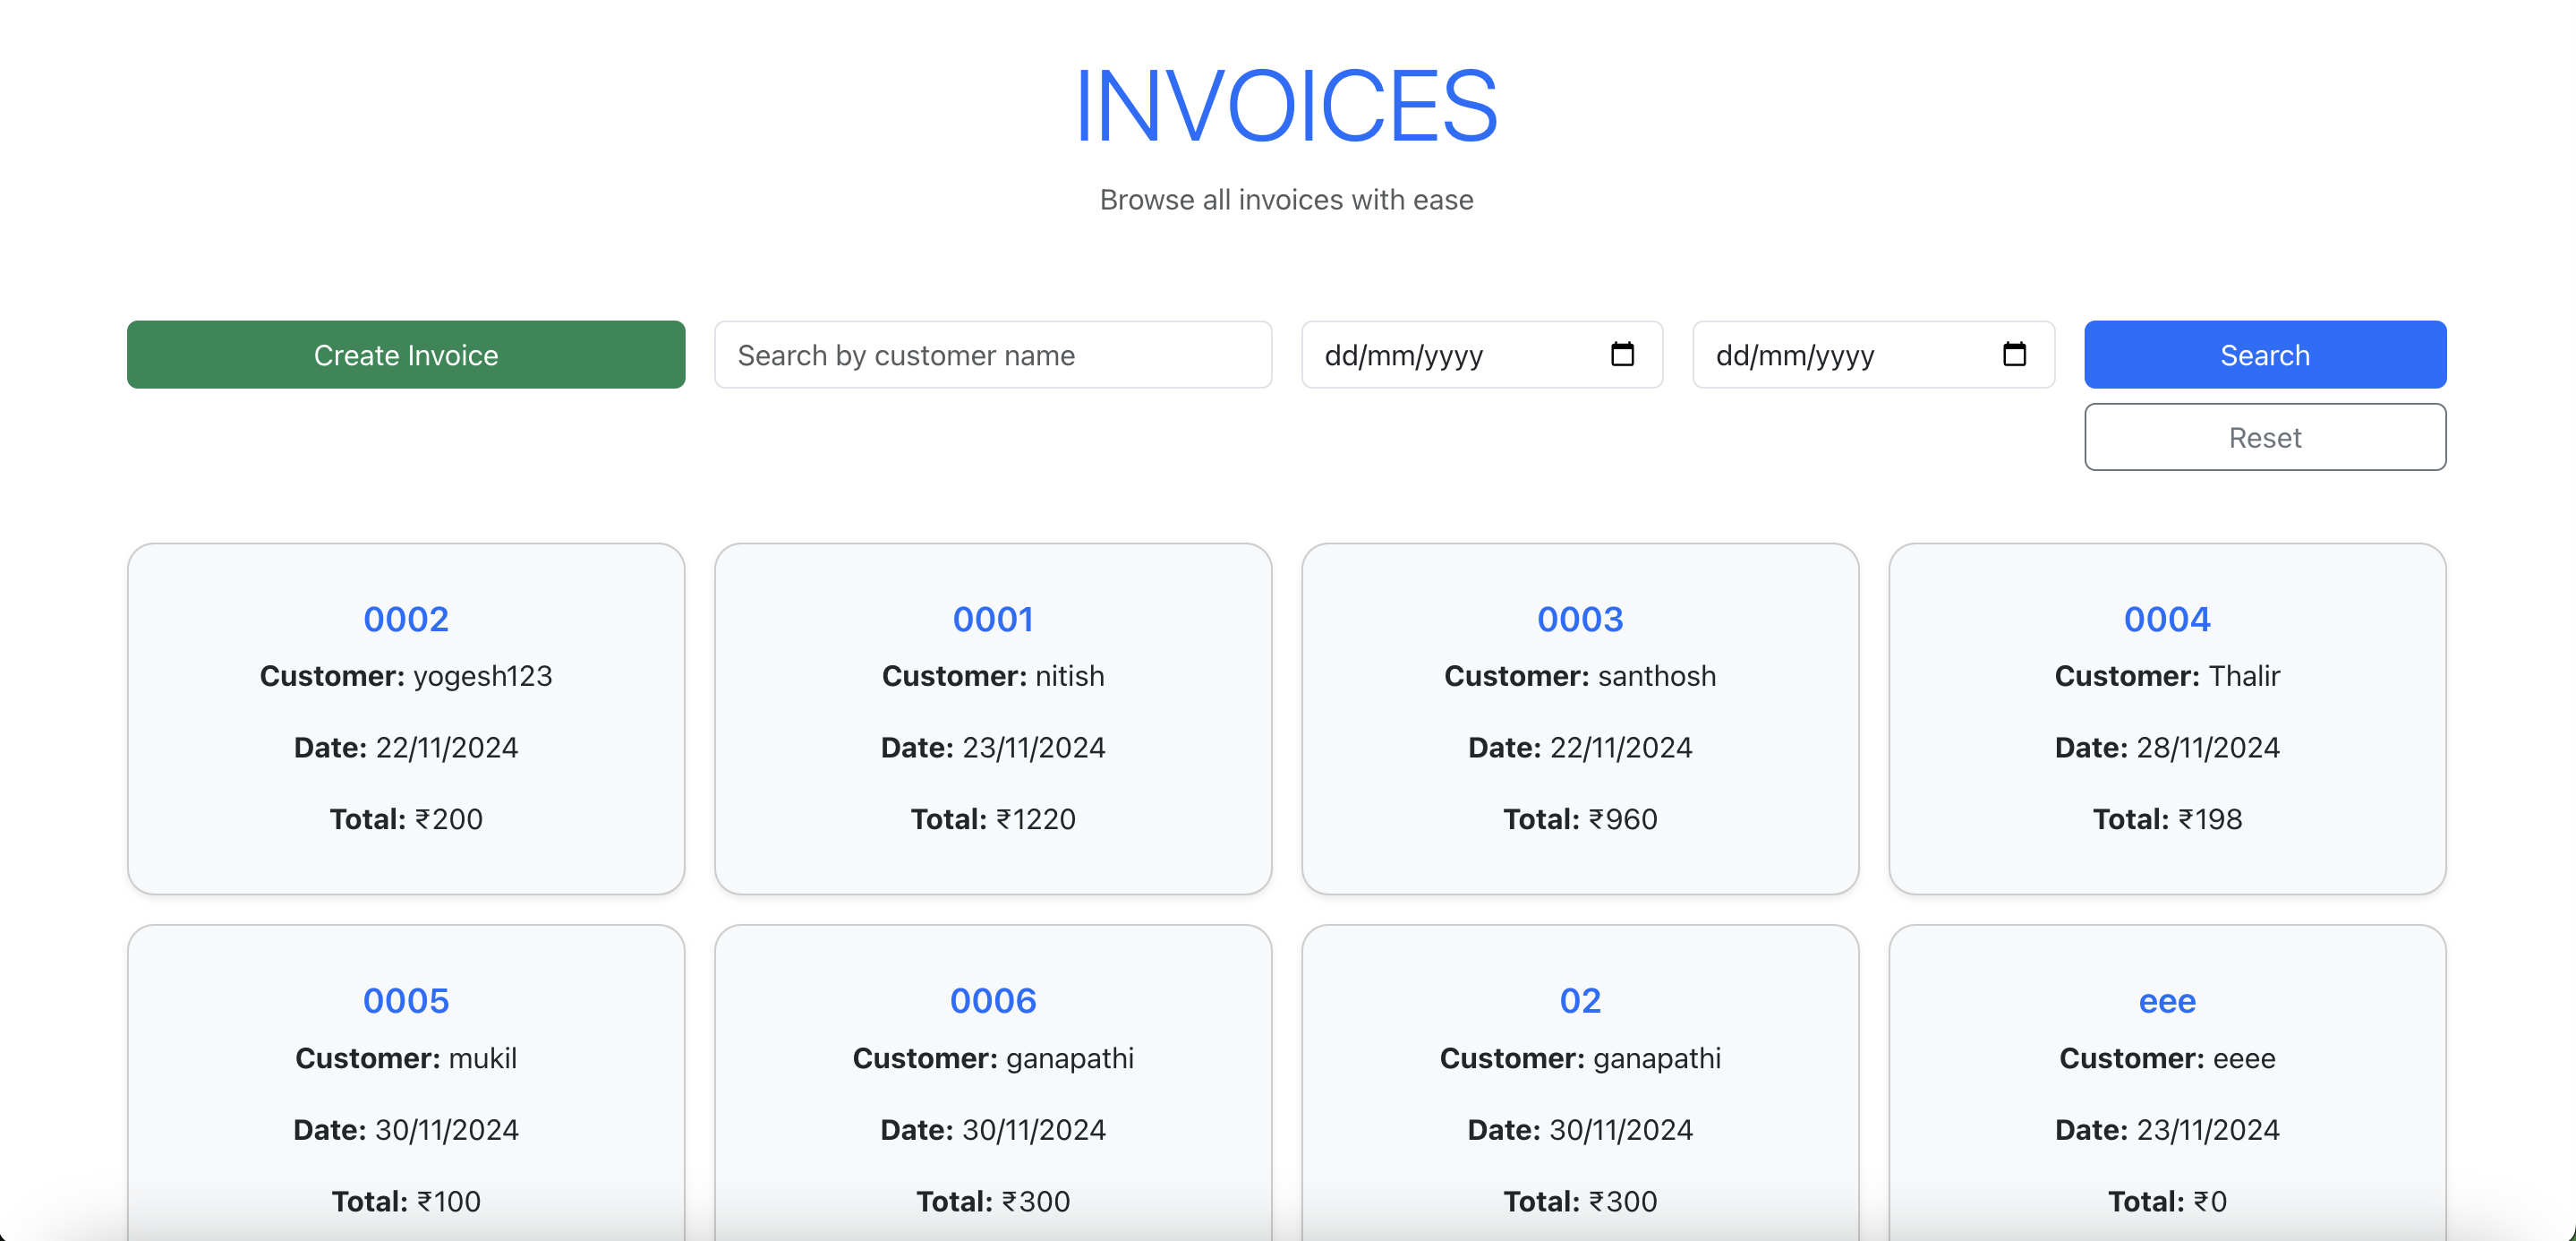 INVOICES
Browse all invoices with ease
Create Invoice
Search by customer name
dd/mm/yyyy
dd/mm/yyyy
Search
Reset
0002
Customer: yogesh123
Date: 22/11/2024
Total: ₹200
0001
Customer: nitish
Date: 23/11/2024
Total: ₹1220
0003
Customer: santhosh
Date: 22/11/2024
Total: ₹960
0004
Customer: Thalir
Date: 28/11/2024
Total: ₹198
0005
Customer: mukil
Date: 30/11/2024
Total: ₹100
0006
Customer: ganapathi
Date: 30/11/2024
Total: ₹300
02
Customer: ganapathi
Date: 30/11/2024
Total: ₹300
eee
Customer: eeee
Date: 23/11/2024
Total: ₹0